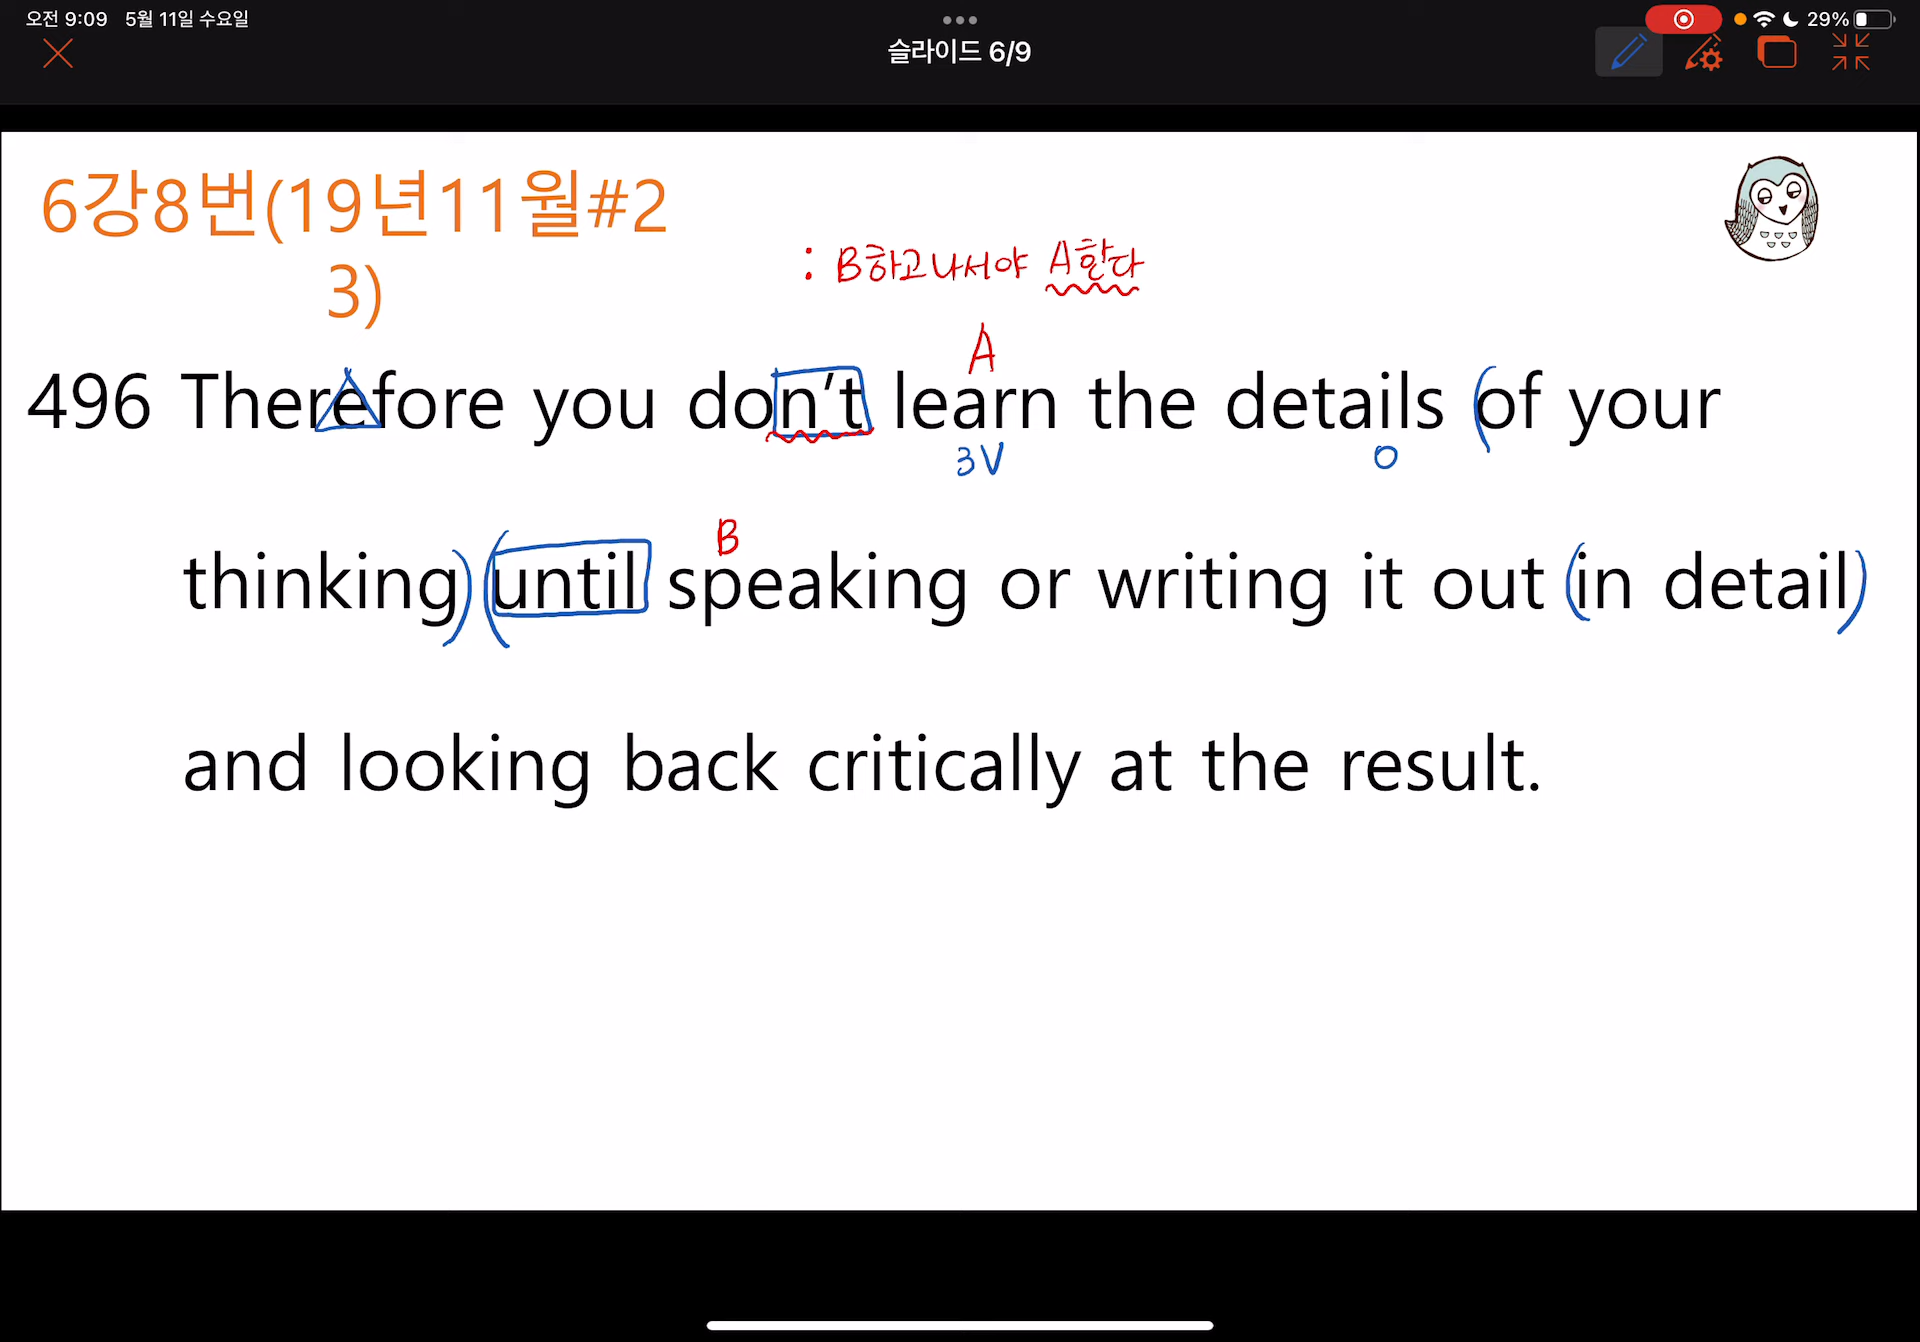 오전 9:09 5월 11일 수요일
29%
슬라이드 6/9
6강8번(19년11월#2
3)
: B하고나서야 A한다
A
496 Therefore you don't learn the details (of your
3V O
B
thinking) (until speaking or writing it out (in detail)
and looking back critically at the result.